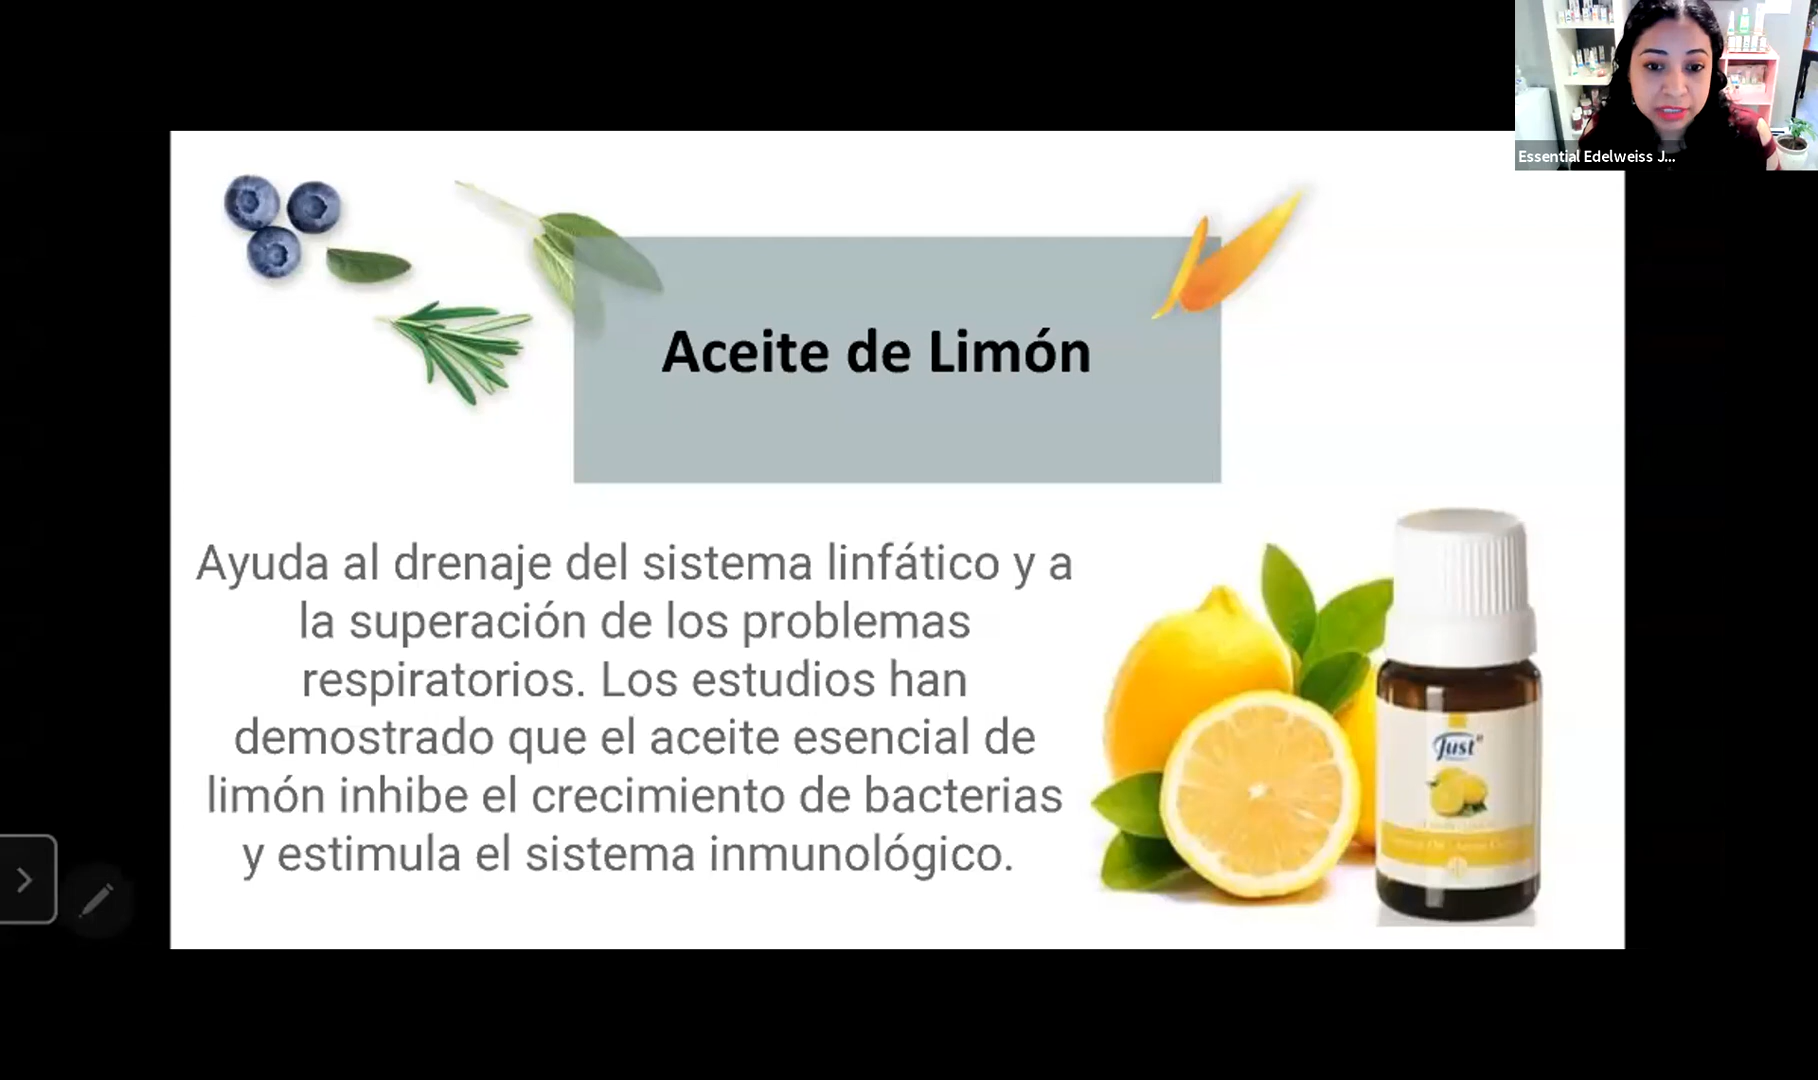 Essential Edelweiss J...
Aceite de Limón
Ayuda al drenaje del sistema linfático y a
la superación de los problemas
respiratorios. Los estudios han
demostrado que el aceite esencial de
limón inhibe el crecimiento de bacterias
y estimula el sistema inmunológico.
Just